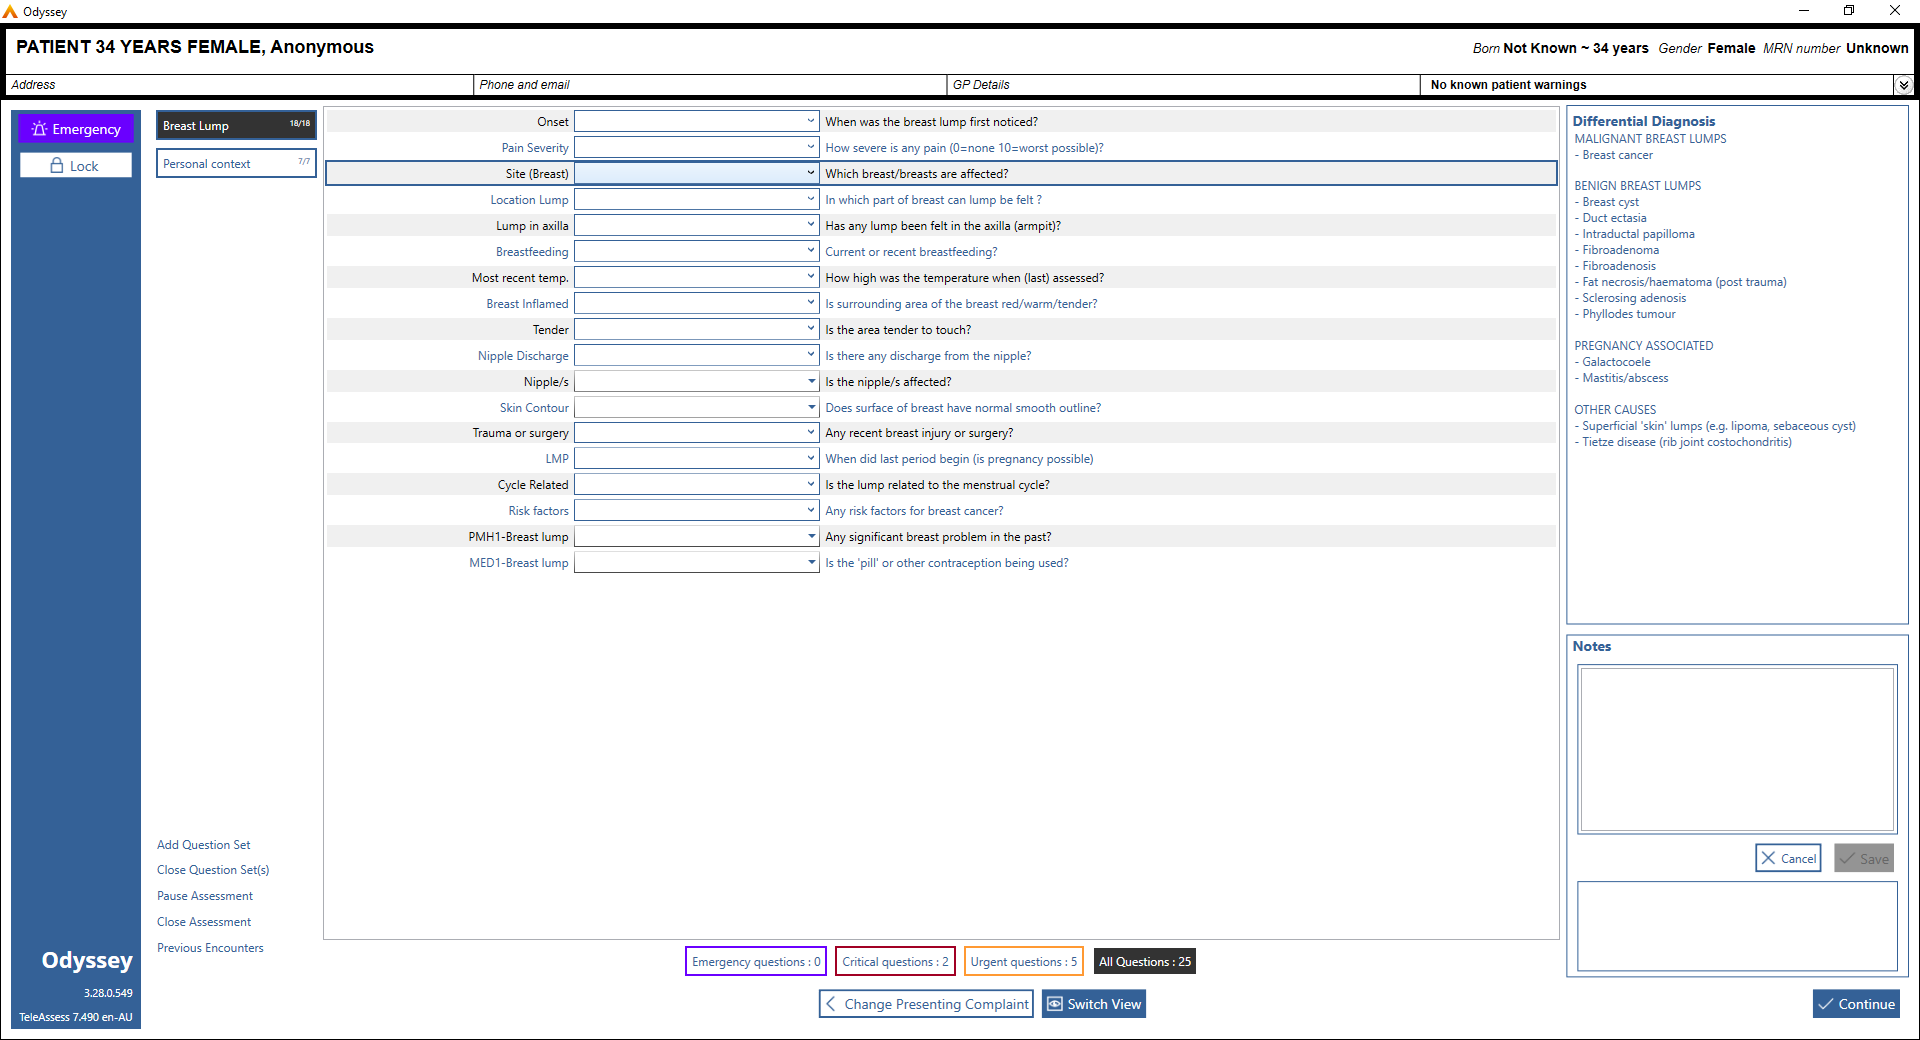 Odyssey
PATIENT 34 YEARS FEMALE, Anonymous
Born Not Known ~ 34 years Gender Female MRN number Unknown
Address
Phone and email
GP Details
No known patient warnings
Emergency
Lock
Breast Lump 18/18
Personal context 7/7
Onset When was the breast lump first noticed?
Pain Severity How severe is any pain (0=none 10=worst possible)?
Site (Breast) Which breast/breasts are affected?
Location Lump In which part of breast can lump be felt ?
Lump in axilla Has any lump been felt in the axilla (armpit)?
Breastfeeding Current or recent breastfeeding?
Most recent temp. How high was the temperature when (last) assessed?
Breast Inflamed Is surrounding area of the breast red/warm/tender?
Tender Is the area tender to touch?
Nipple Discharge Is there any discharge from the nipple?
Nipple/s Is the nipple/s affected?
Skin Contour Does surface of breast have normal smooth outline?
Trauma or surgery Any recent breast injury or surgery?
LMP When did last period begin (is pregnancy possible)
Cycle Related Is the lump related to the menstrual cycle?
Risk factors Any risk factors for breast cancer?
PMH1-Breast lump Any significant breast problem in the past?
MED1-Breast lump Is the 'pill' or other contraception being used?
Differential Diagnosis
MALIGNANT BREAST LUMPS
- Breast cancer
BENIGN BREAST LUMPS
- Breast cyst
- Duct ectasia
- Intraductal papilloma
- Fibroadenoma
- Fibroadenosis
- Fat necrosis/haematoma (post trauma)
- Sclerosing adenosis
- Phyllodes tumour
PREGNANCY ASSOCIATED
- Galactocoele
- Mastitis/abscess
OTHER CAUSES
- Superficial 'skin' lumps (e.g. lipoma, sebaceous cyst)
- Tietze disease (rib joint costochondritis)
Notes
Cancel
Save
Add Question Set
Close Question Set(s)
Pause Assessment
Close Assessment
Previous Encounters
Odyssey
3.28.0.549
TeleAssess 7.490 en-AU
Emergency questions : 0
Critical questions : 2
Urgent questions : 5
All Questions : 25
Change Presenting Complaint
Switch View
Continue